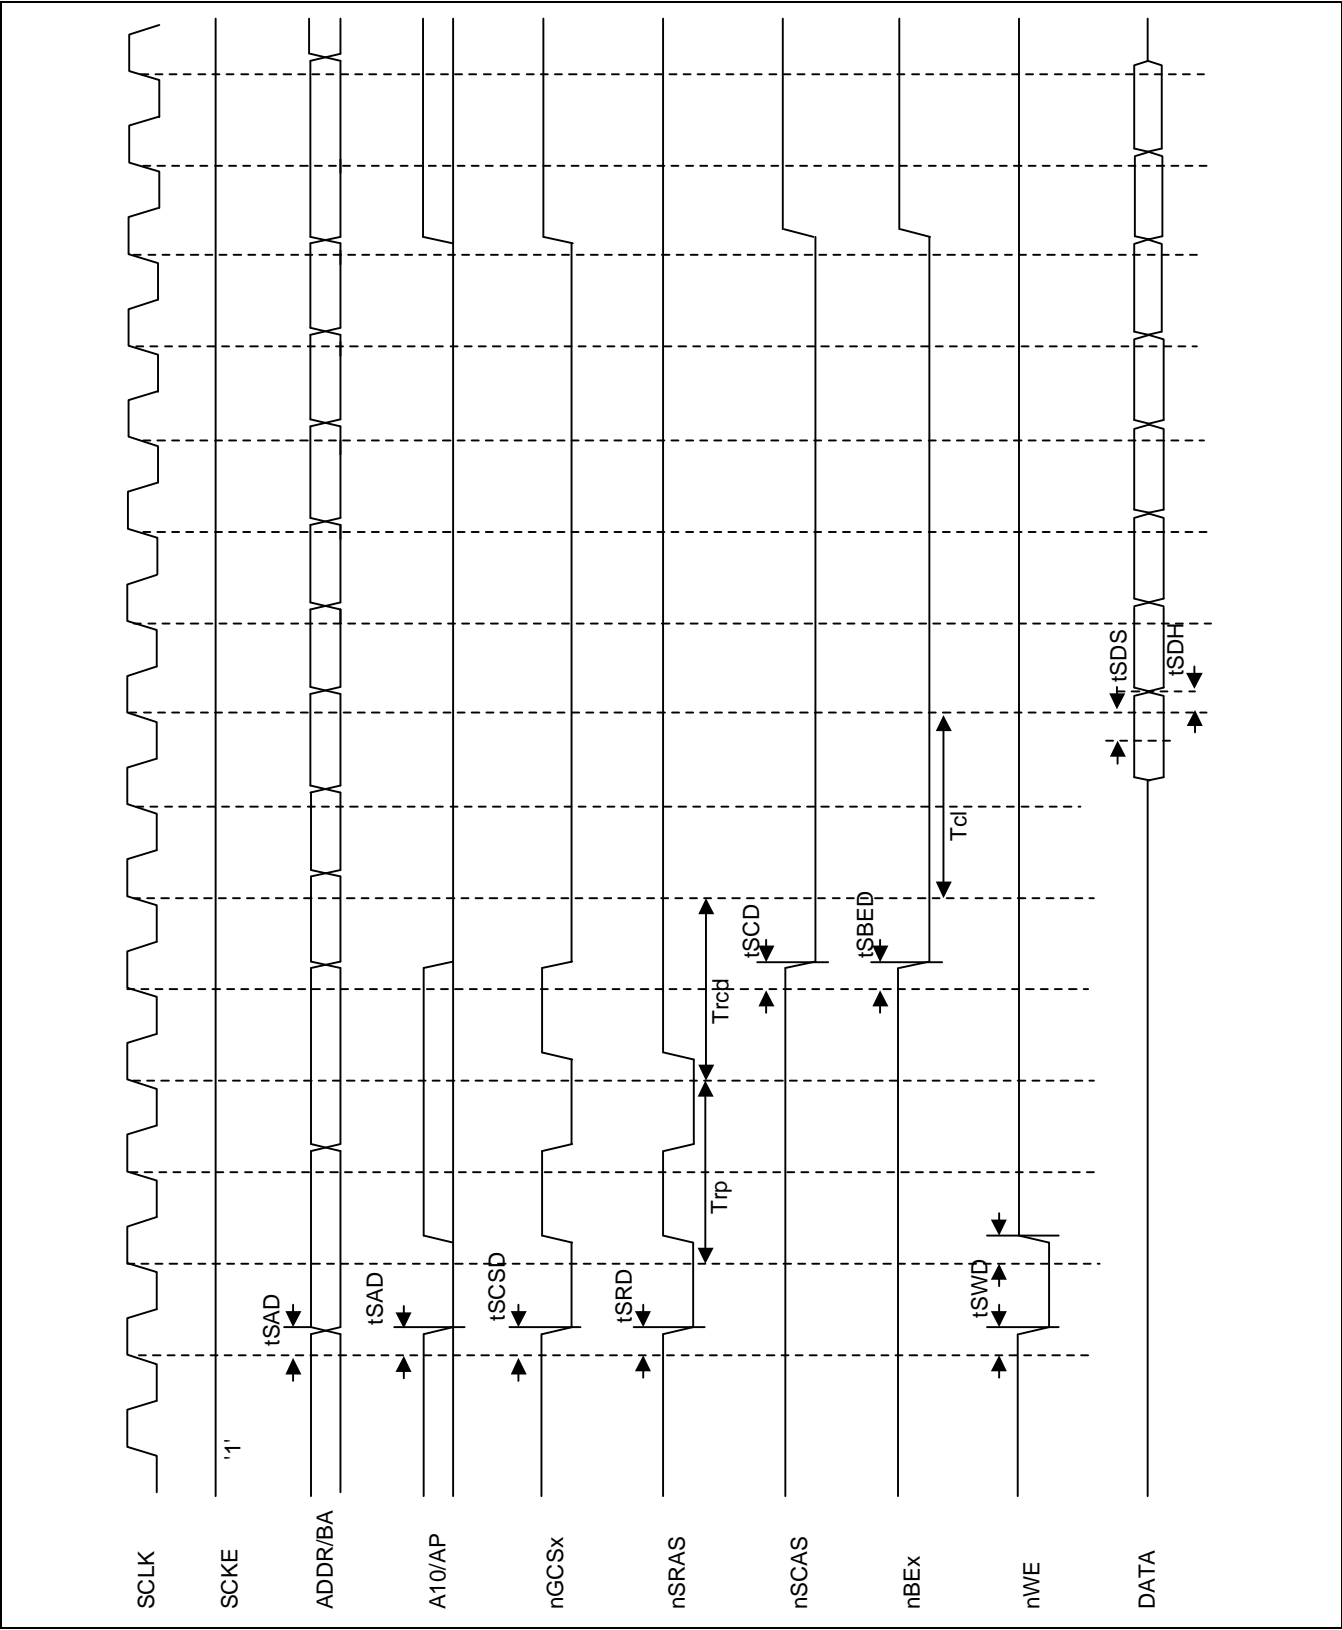 SCLK
SCKE
'1'
ADDR/BA
tSAD
A10/AP
tSAD
nGCSx
tSCSD
nSRAS
tSRD
Trp
Trcd
nSCAS
tSCD
nBEx
tSBED
Tcl
nWE
tSWD
DATA
tSDS
tSDH